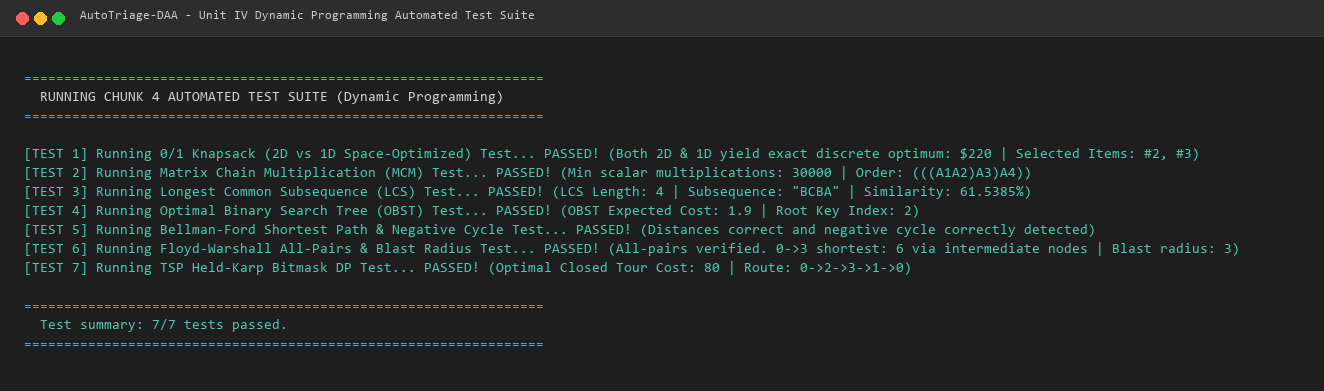 AutoTriage-DAA - Unit IV Dynamic Programming Automated Test Suite
=================================================================
RUNNING CHUNK 4 AUTOMATED TEST SUITE (Dynamic Programming)
=================================================================
[TEST 1] Running 0/1 Knapsack (2D vs 1D Space-Optimized) Test... PASSED! (Both 2D & 1D yield exact discrete optimum: $220 | Selected Items: #2, #3)
[TEST 2] Running Matrix Chain Multiplication (MCM) Test... PASSED! (Min scalar multiplications: 30000 | Order: (((A1A2)A3)A4))
[TEST 3] Running Longest Common Subsequence (LCS) Test... PASSED! (LCS Length: 4 | Subsequence: "BCBA" | Similarity: 61.5385%)
[TEST 4] Running Optimal Binary Search Tree (OBST) Test... PASSED! (OBST Expected Cost: 1.9 | Root Key Index: 2)
[TEST 5] Running Bellman-Ford Shortest Path & Negative Cycle Test... PASSED! (Distances correct and negative cycle correctly detected)
[TEST 6] Running Floyd-Warshall All-Pairs & Blast Radius Test... PASSED! (All-pairs verified. 0->3 shortest: 6 via intermediate nodes | Blast radius: 3)
[TEST 7] Running TSP Held-Karp Bitmask DP Test... PASSED! (Optimal Closed Tour Cost: 80 | Route: 0->2->3->1->0)
=================================================================
Test summary: 7/7 tests passed.
=================================================================